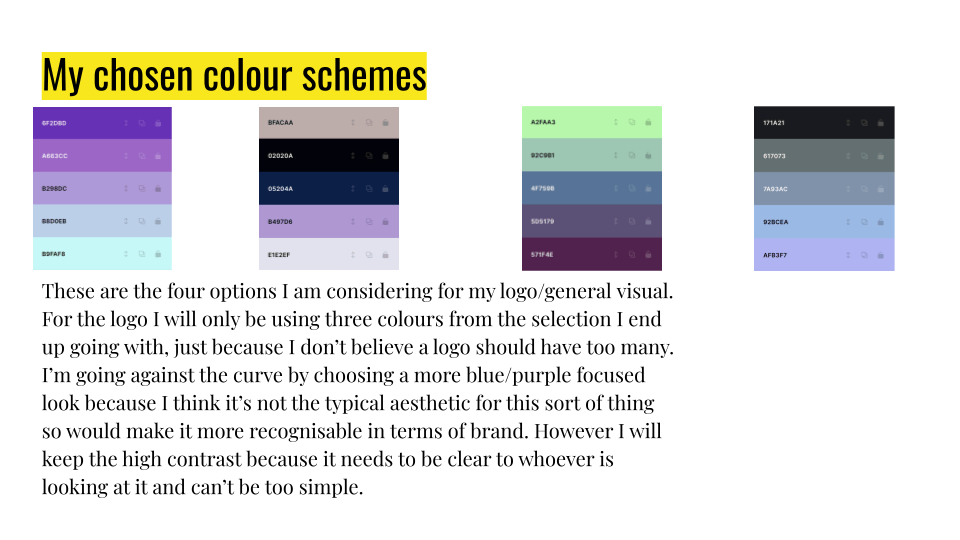 My chosen colour schemes
6F2DBD
A663CC
B298DC
B8D0EB
B9FAF8
BFACAA
02020A
05204A
B497D6
E1E2EF
A2FAA3
92C9B1
4F759B
5D5179
571F4E
171A21
617073
7A93AC
92BCEA
AFB3F7
These are the four options I am considering for my logo/general visual.
For the logo I will only be using three colours from the selection I end
up going with, just because I don’t believe a logo should have too many.
I’m going against the curve by choosing a more blue/purple focused
look because I think it’s not the typical aesthetic for this sort of thing
so would make it more recognisable in terms of brand. However I will
keep the high contrast because it needs to be clear to whoever is
looking at it and can’t be too simple.